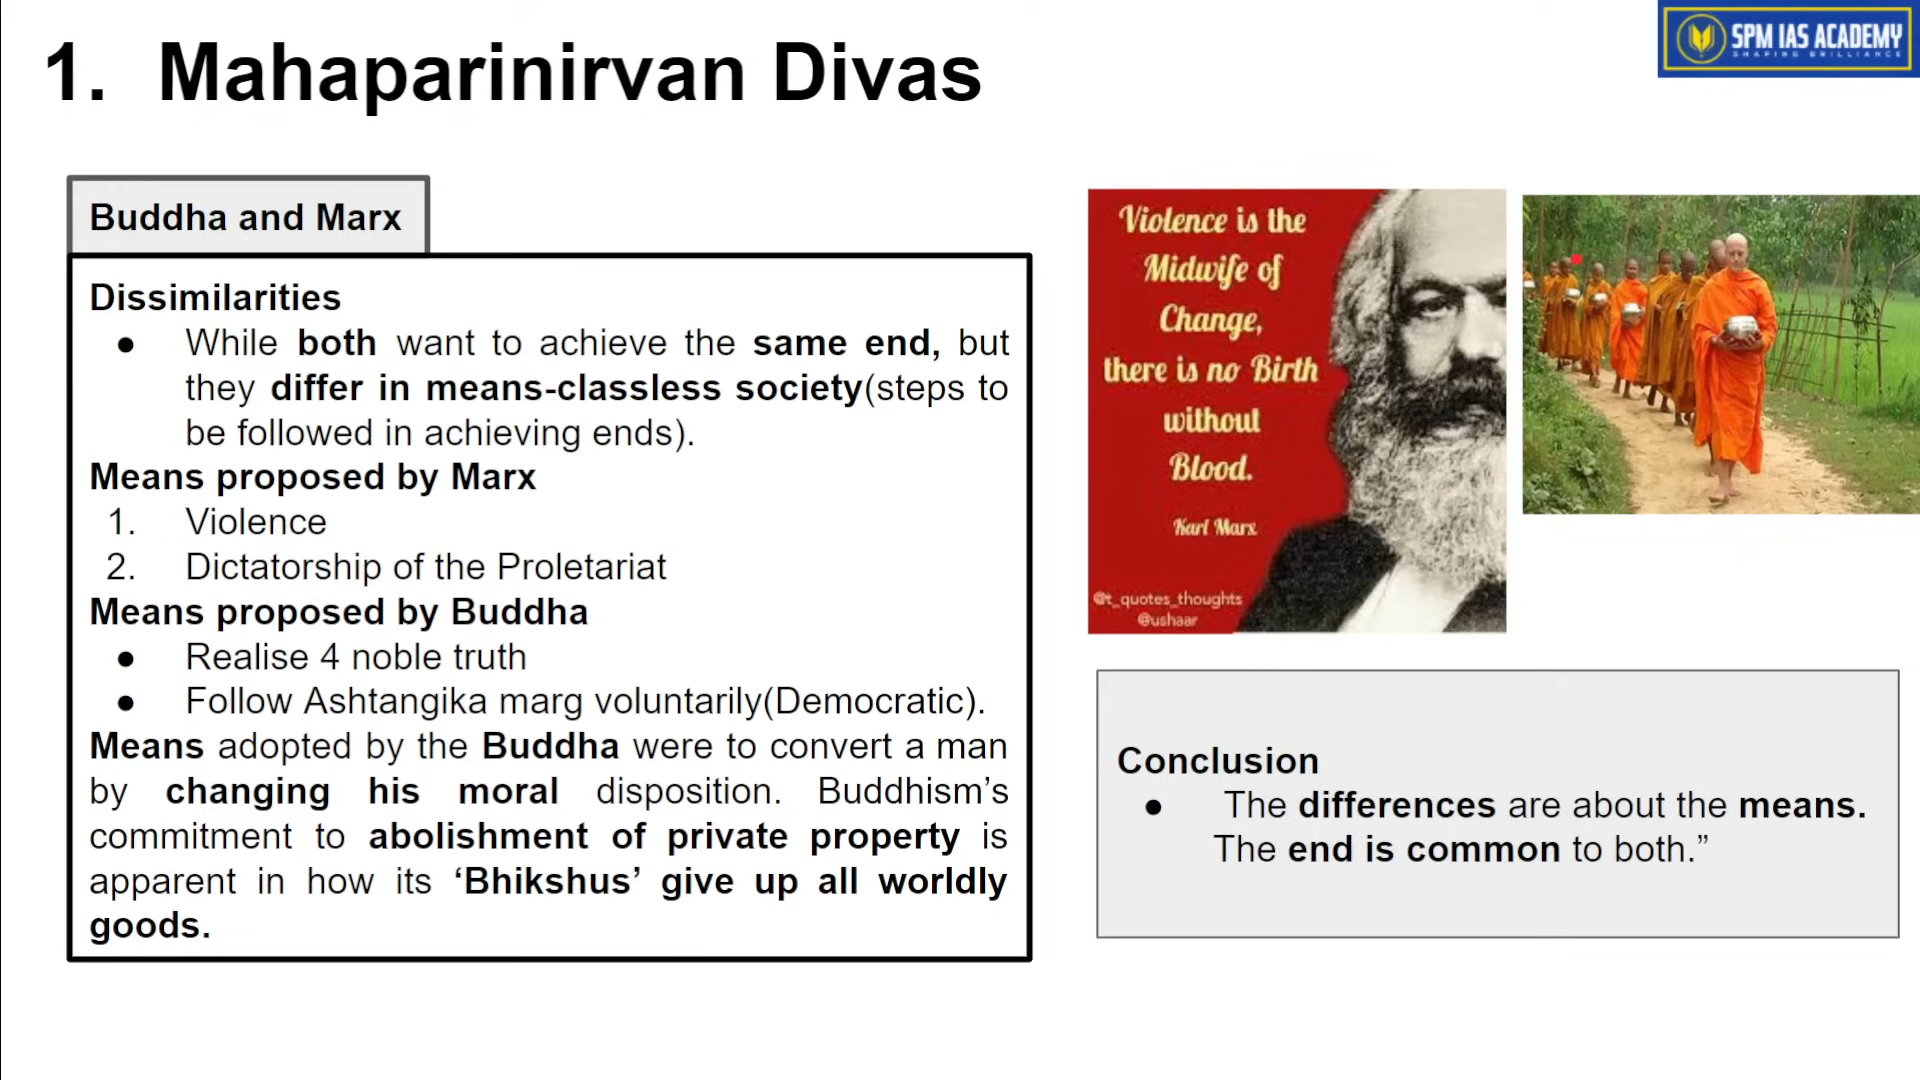 1. Mahaparinirvan Divas
SPM IAS ACADEMY
SHAPING BRILLIANCE
Buddha and Marx
Dissimilarities
● While both want to achieve the same end, but
they differ in means-classless society(steps to
be followed in achieving ends).
Means proposed by Marx
1. Violence
2. Dictatorship of the Proletariat
Means proposed by Buddha
● Realise 4 noble truth
● Follow Ashtangika marg voluntarily(Democratic).
Means adopted by the Buddha were to convert a man
by changing his moral disposition. Buddhism’s
commitment to abolishment of private property is
apparent in how its ‘Bhikshus’ give up all worldly
goods.
Violence is the
Midwife of
Change,
there is no Birth
without
Blood.
Karl Marx
@t_quotes_thoughts
@ushaar
Conclusion
● The differences are about the means.
The end is common to both.”